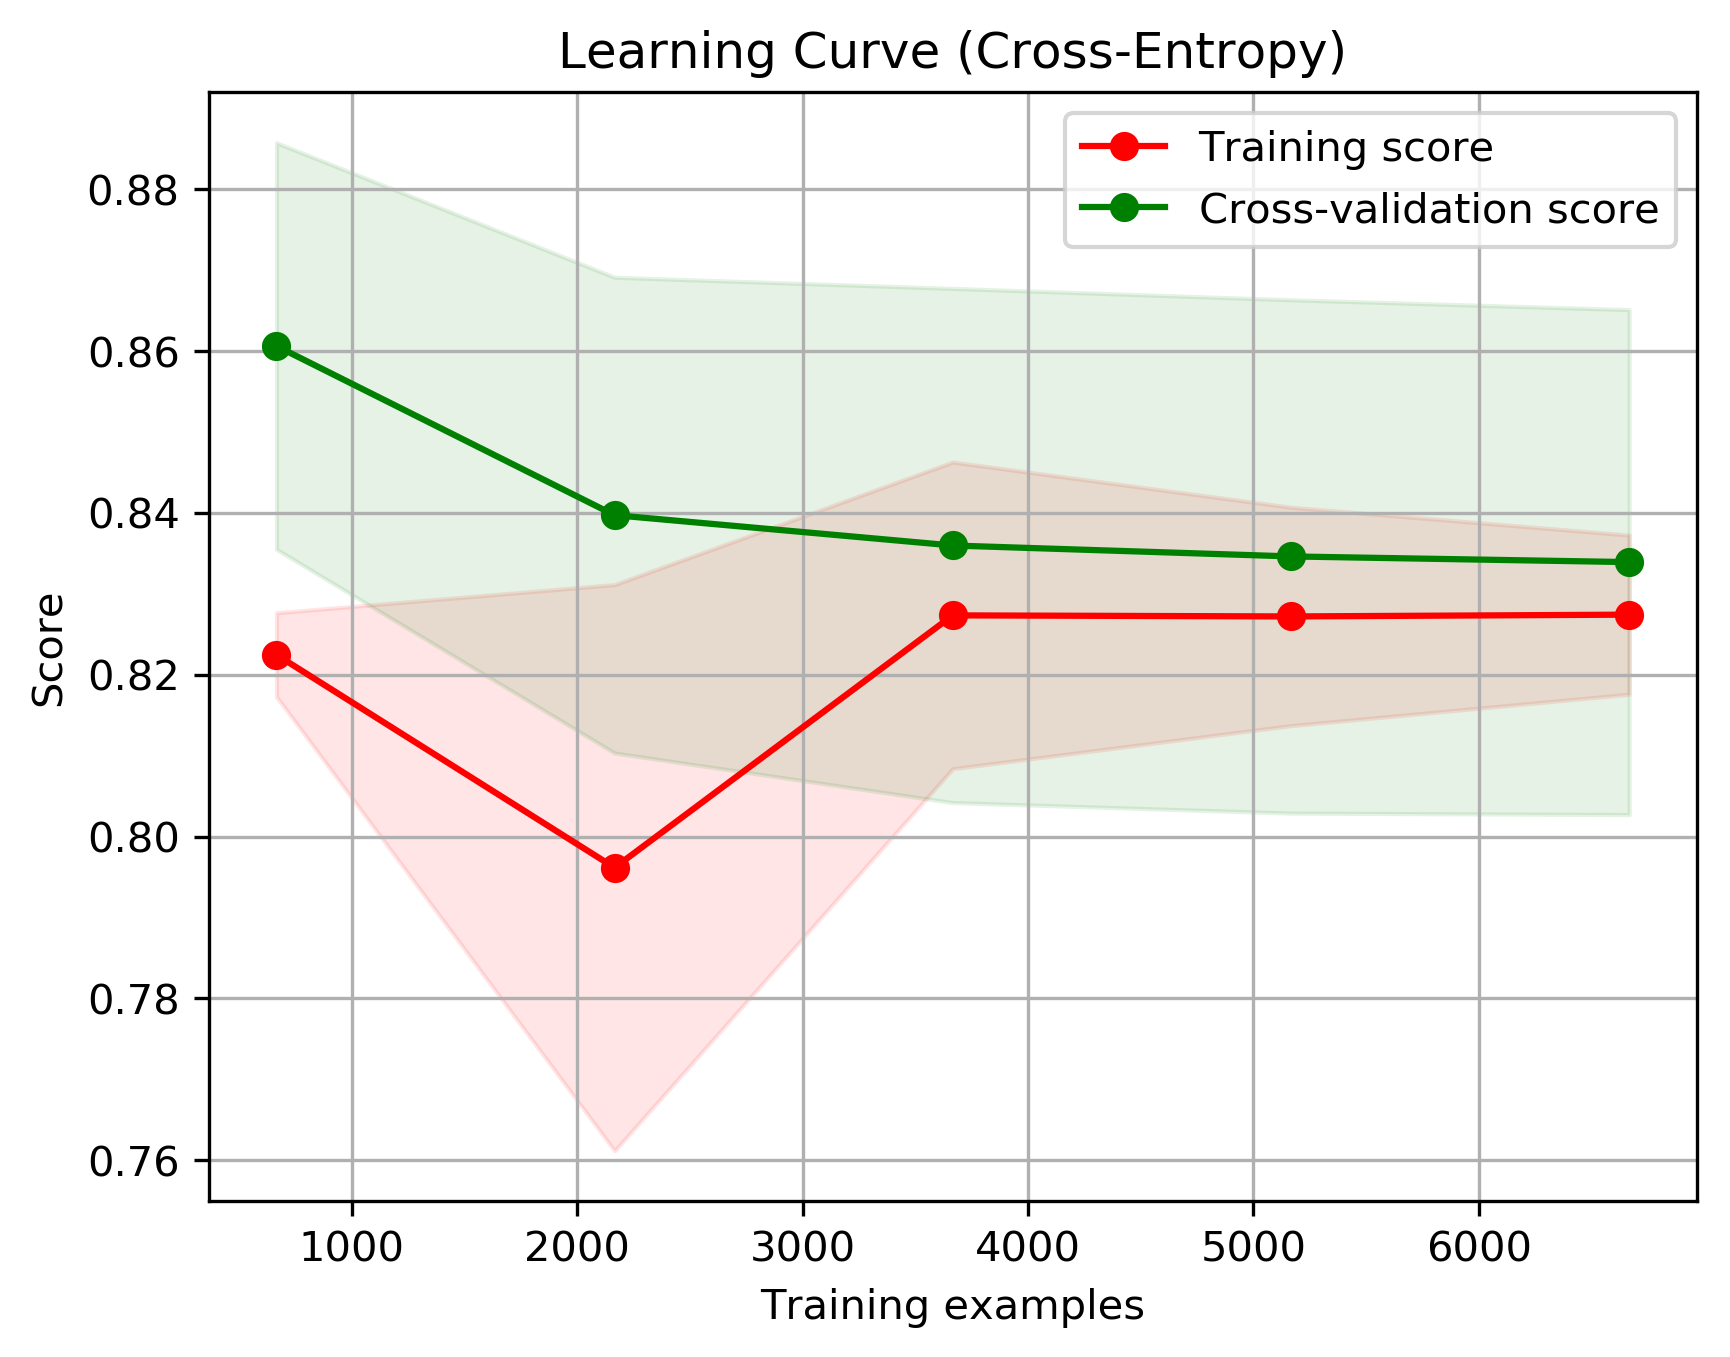 Learning Curve (Cross-Entropy)
Training score
Cross-validation score
0.88
0.86
0.84
0.82
0.80
0.78
0.76
Score
1000 2000 3000 4000 5000 6000
Training examples